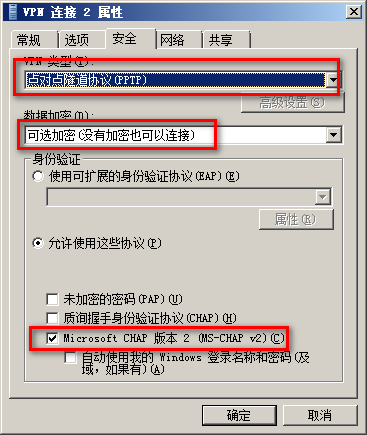 VPN 连接 2 属性
常规 选项 安全 网络 共享
VPN 类型(T):
点对点隧道协议(PPTP)
高级设置(S)
数据加密(D):
可选加密(没有加密也可以连接)
身份验证
使用可扩展的身份验证协议(EAP)(E)
属性(R)
允许使用这些协议(P)
未加密的密码(PAP)(U)
质询握手身份验证协议(CHAP)(H)
Microsoft CHAP 版本 2 (MS-CHAP v2)(C)
自动使用我的 Windows 登录名称和密码(及
域，如果有)(A)
确定 取消